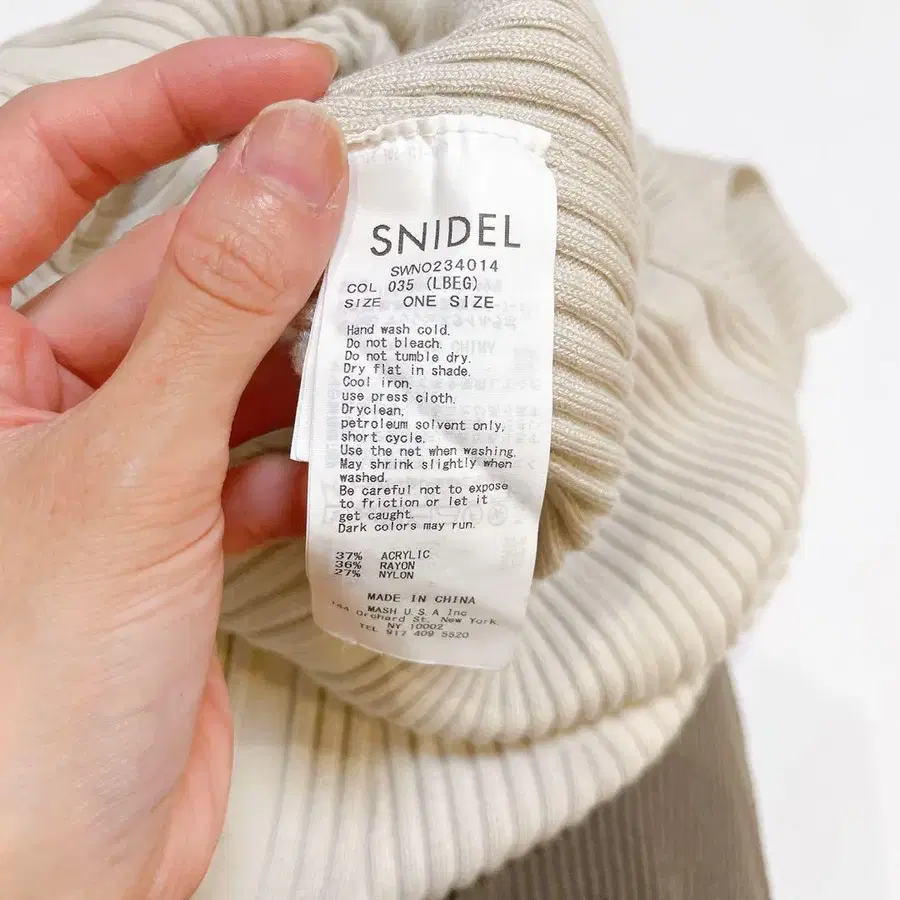 SNIDEL
SWNO234014
COL 035 (LBEG)
SIZE ONE SIZE
Hand wash cold.
Do not bleach.
Do not tumble dry.
Dry flat in shade.
Cool iron.
use press cloth.
Dryclean,
petroleum solvent only,
short cycle.
Use the net when washing.
May shrink slightly when
washed.
Be careful not to expose
to friction or let it
get caught.
Dark colors may run.
37% ACRYLIC
36% RAYON
27% NYLON
MADE IN CHINA
MASH U.S.A Inc
144 Orchard St. New York.
NY 10002
TEL 917 409 5520